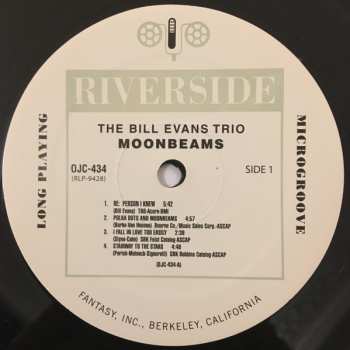 RIVERSIDE
THE BILL EVANS TRIO
MOONBEAMS
OJC-434
(RLP-9428)
SIDE 1
LONG PLAYING
MICROGROOVE
1. RE: PERSON I KNEW 5:42
(Bill Evans) TRO-Acorn-BMI
2. POLKA DOTS AND MOONBEAMS 4:57
(Burke-Van Heusen) Bourne Co./Music Sales Corp. ASCAP
3. I FALL IN LOVE TOO EASILY 2:39
(Styne-Cahn) SBK Feist Catalog-ASCAP
4. STAIRWAY TO THE STARS 4:48
(Parish-Malneck-Signorelli) SBK Robbins Catalog-ASCAP
(OJC-434-A)
FANTASY, INC., BERKELEY, CALIFORNIA